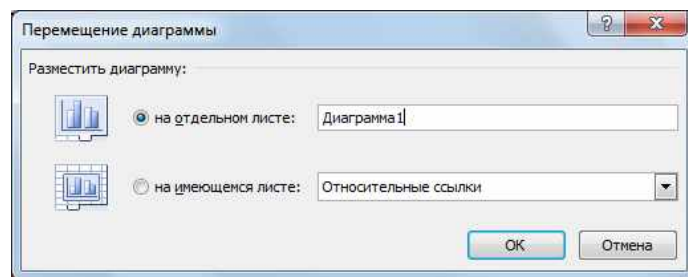 Перемещение диаграммы
Разместить диаграмму:
на отдельном листе: Диаграмма1
на имеющемся листе: Относительные ссылки
ОК Отмена